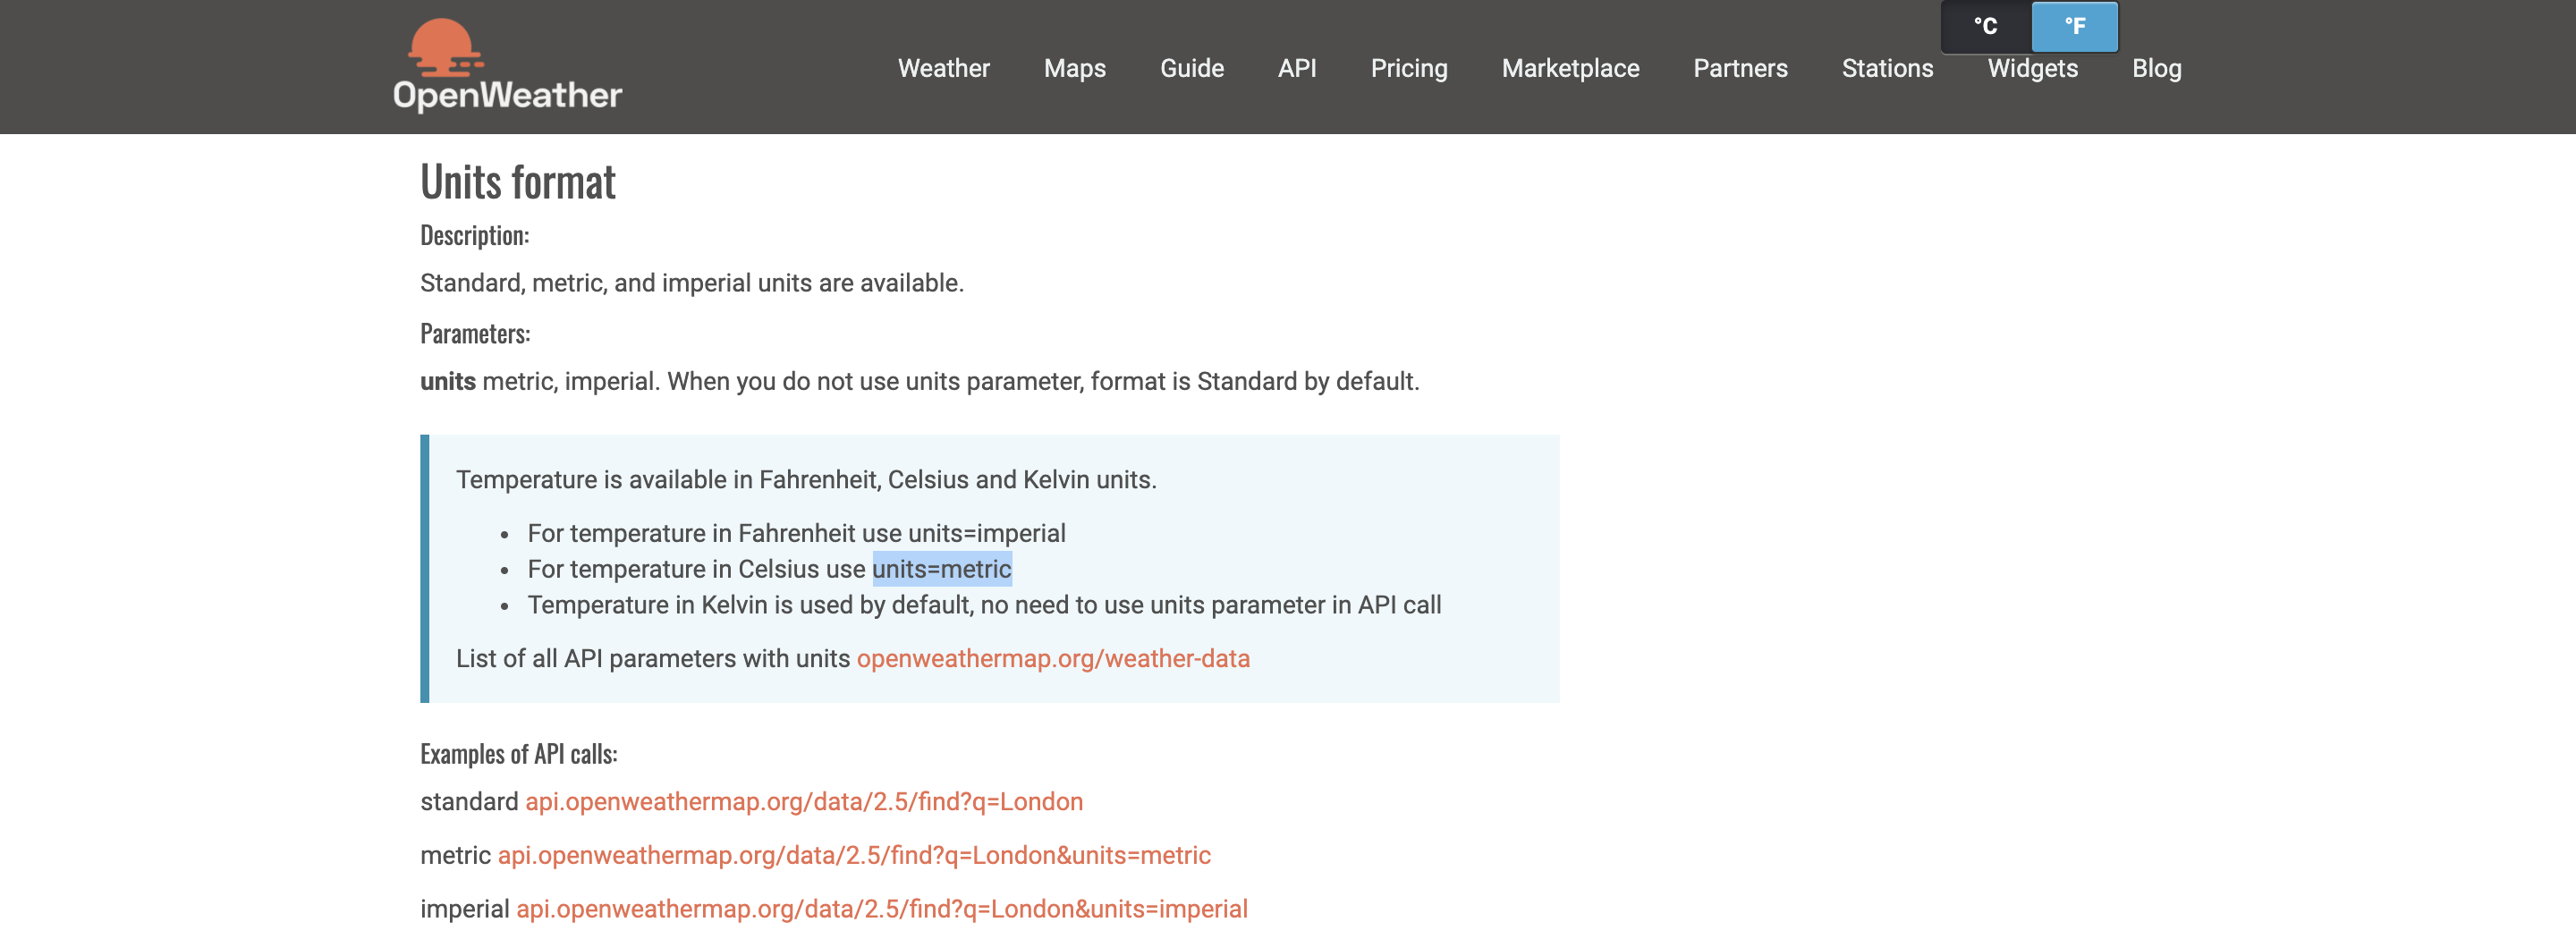 °C °F
OpenWeather Weather Maps Guide API Pricing Marketplace Partners Stations Widgets Blog
Units format
Description:
Standard, metric, and imperial units are available.
Parameters:
units metric, imperial. When you do not use units parameter, format is Standard by default.
Temperature is available in Fahrenheit, Celsius and Kelvin units.
• For temperature in Fahrenheit use units=imperial
• For temperature in Celsius use units=metric
• Temperature in Kelvin is used by default, no need to use units parameter in API call
List of all API parameters with units openweathermap.org/weather-data
Examples of API calls:
standard api.openweathermap.org/data/2.5/find?q=London
metric api.openweathermap.org/data/2.5/find?q=London&units=metric
imperial api.openweathermap.org/data/2.5/find?q=London&units=imperial